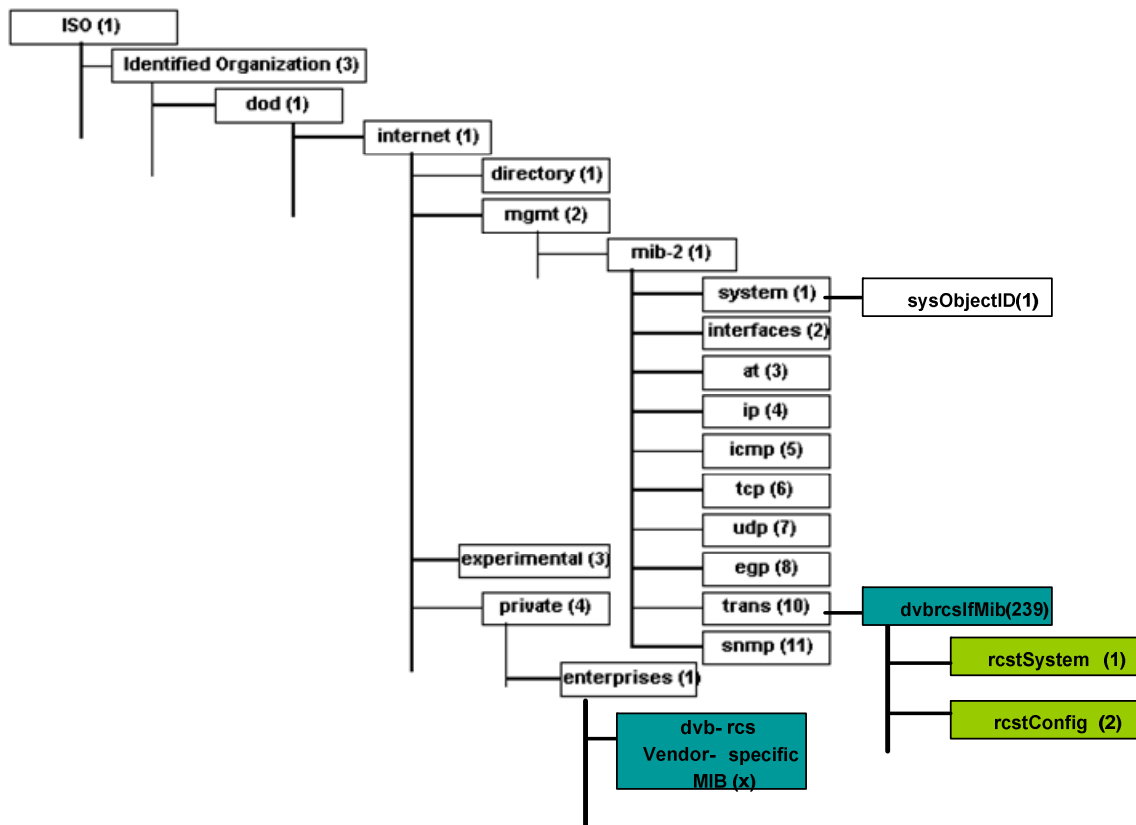 ISO (1)
Identified Organization (3)
dod (1)
internet (1)
directory (1)
mgmt (2)
mib-2 (1)
system (1)
sysObjectID(1)
interfaces (2)
at (3)
ip (4)
icmp (5)
tcp (6)
udp (7)
egp (8)
experimental (3)
private (4)
trans (10)
dvbrcsIfMib(239)
snmp (11)
rcstSystem (1)
enterprises (1)
rcstConfig (2)
dvb- rcs
Vendor- specific
MIB (x)